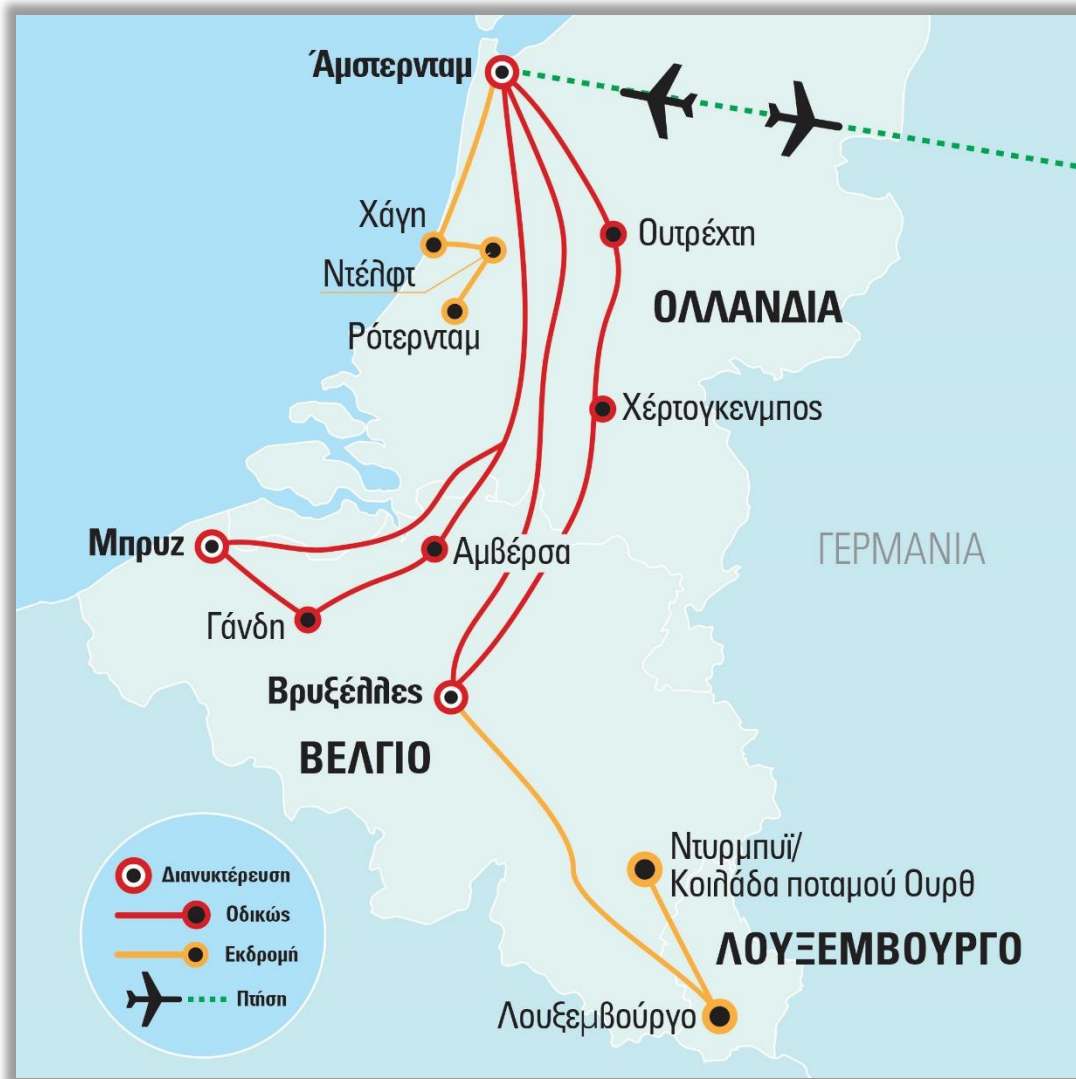 Άμστερνταμ
Χάγη
Ουτρέχτη
Ντέλφτ
ΟΛΛΑΝΔΙΑ
Ρότερνταμ
Χέρτογκενμπος
Μπρυζ
Αμβέρσα
ΓΕΡΜΑΝΙΑ
Γάνδη
Βρυξέλλες
ΒΕΛΓΙΟ
Ντυρμπυϊ/
Κοιλάδα ποταμού Ουρθ
ΛΟΥΞΕΜΒΟΥΡΓΟ
Λουξεμβούργο
Διανυκτέρευση
Οδικώς
Εκδρομή
Πτήση